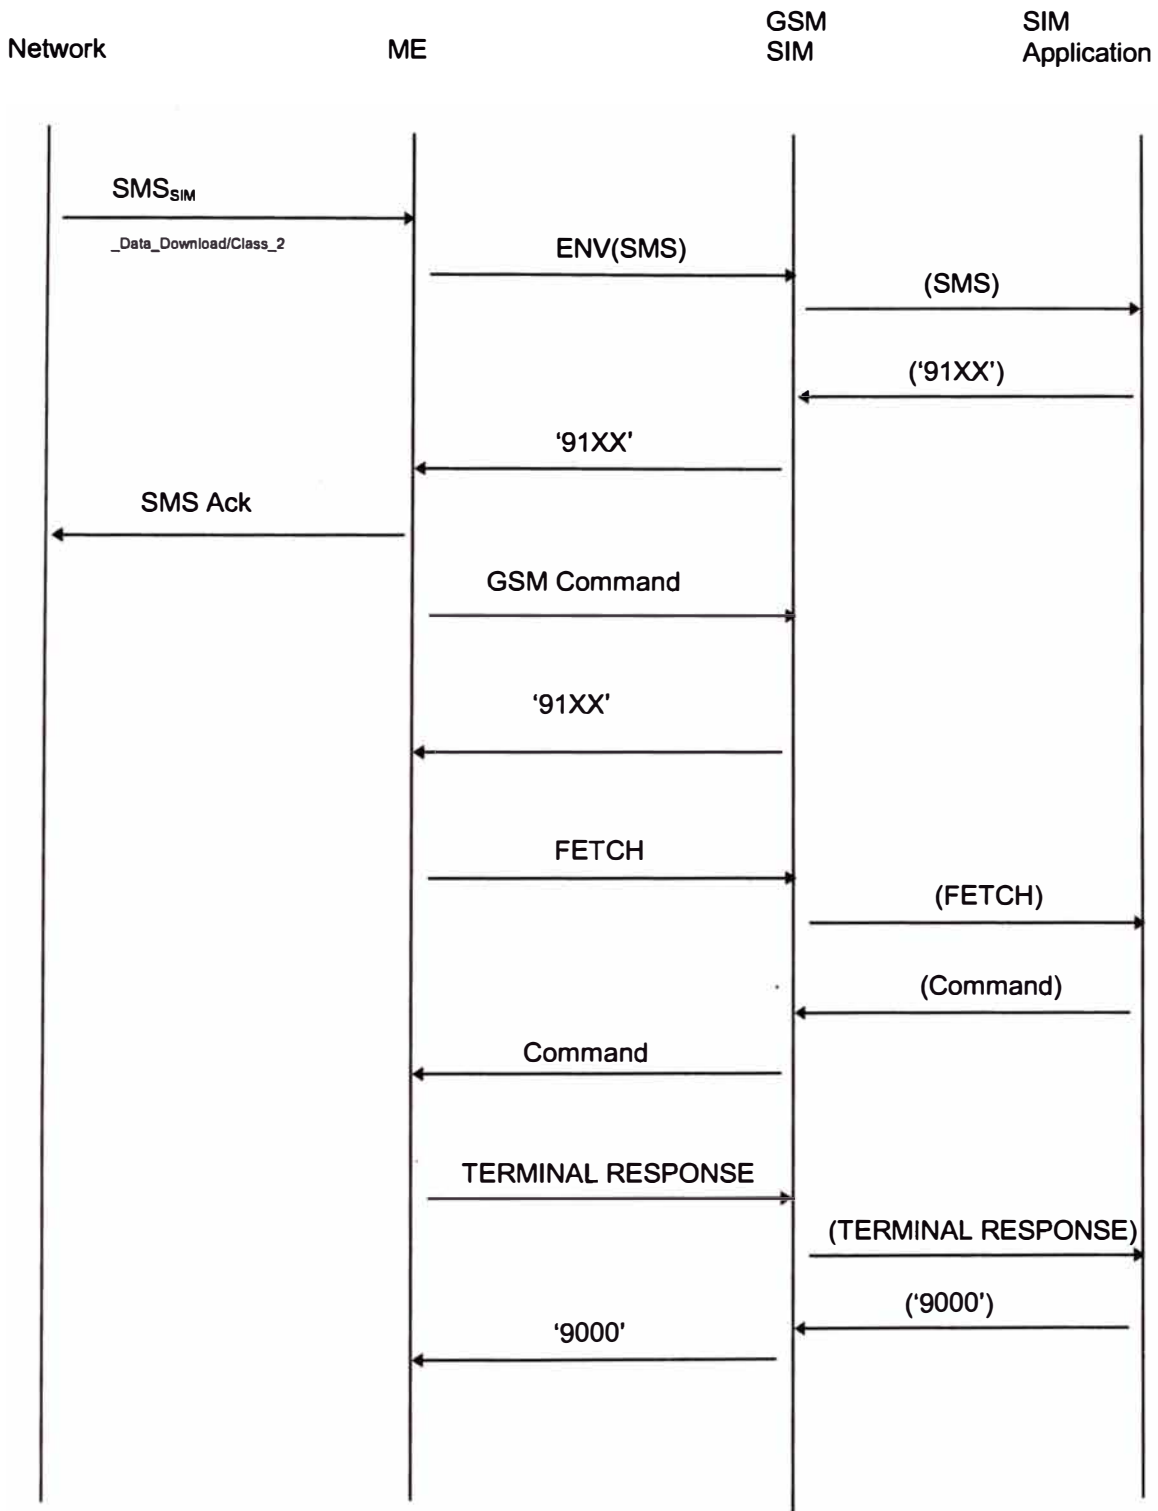 Network
ME
GSM
SIM
SIM
Application
SMSSIM
_Data_Download/Class_2
ENV(SMS)
(SMS)
('91XX')
'91XX'
SMS Ack
GSM Command
'91XX'
FETCH
(FETCH)
(Command)
Command
TERMINAL RESPONSE
(TERMINAL RESPONSE)
('9000')
'9000'